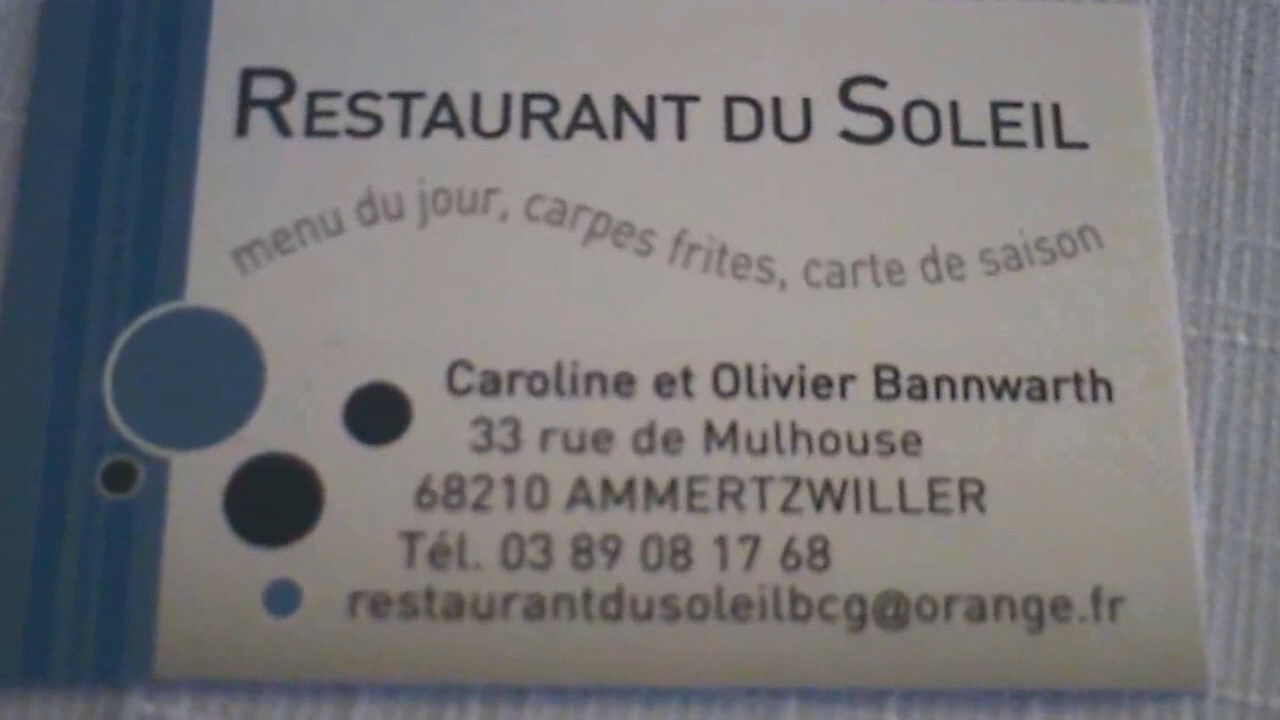 RESTAURANT DU SOLEIL
menu du jour, carpes frites, carte de saison
Caroline et Olivier Bannwarth
33 rue de Mulhouse
68210 AMMERTZWILLER
Tél. 03 89 08 17 68
restaurantdusoleilbcg@orange.fr